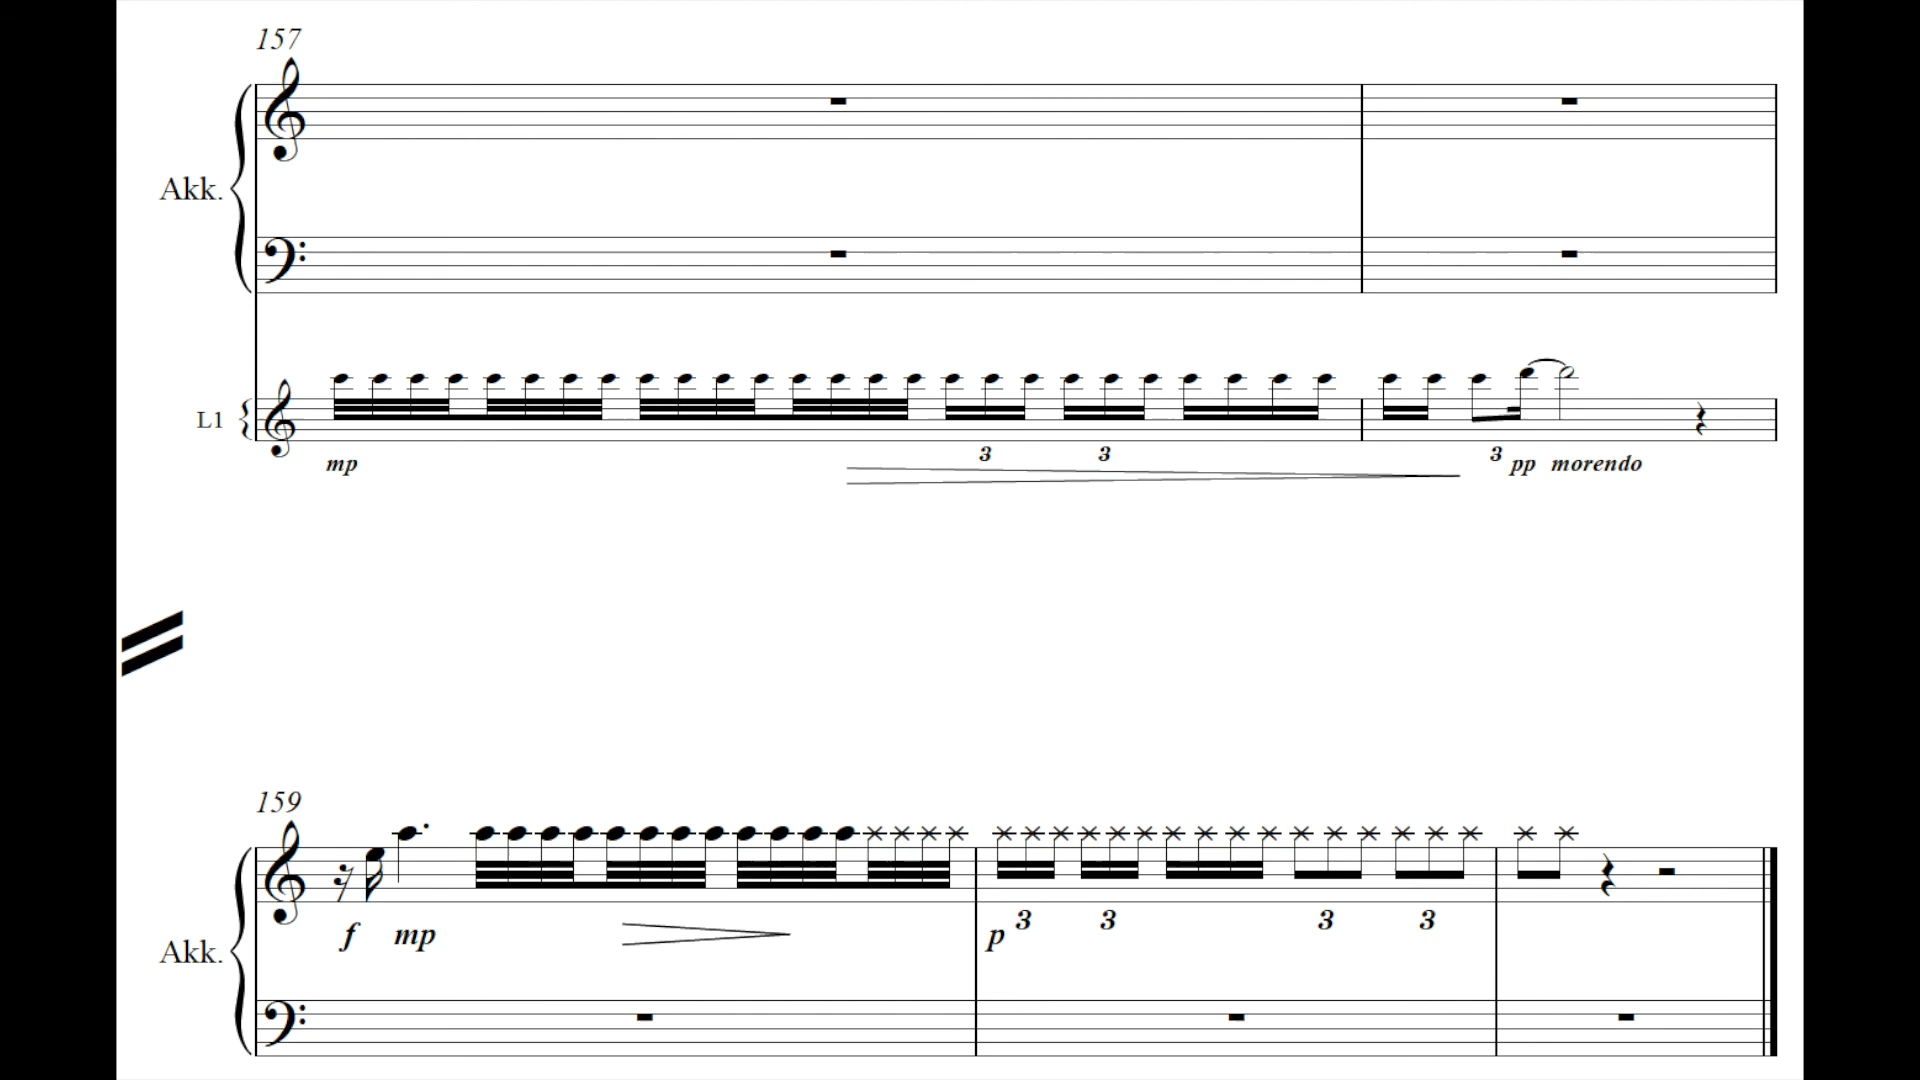 157
Akk.
L1
3 3 3
mp pp morendo
159
3 3 3 3
f mp p
Akk.